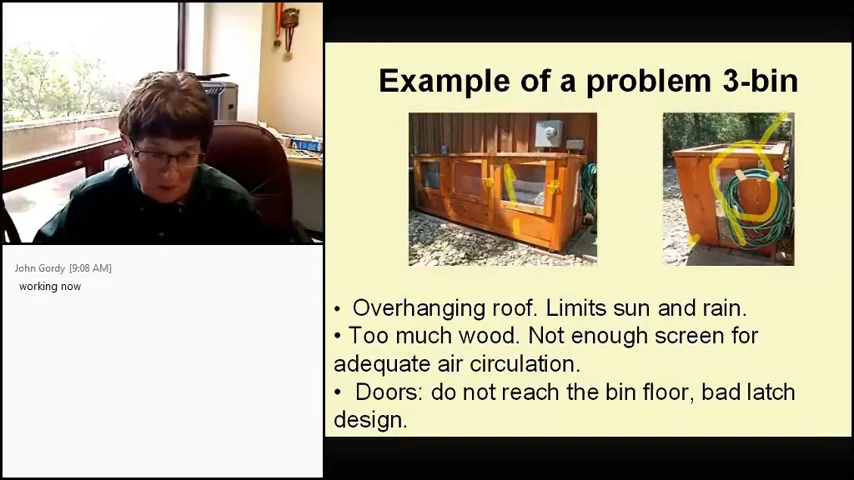 John Gordy [9:08 AM]
working now
Example of a problem 3-bin
• Overhanging roof. Limits sun and rain.
• Too much wood. Not enough screen for
adequate air circulation.
• Doors: do not reach the bin floor, bad latch
design.